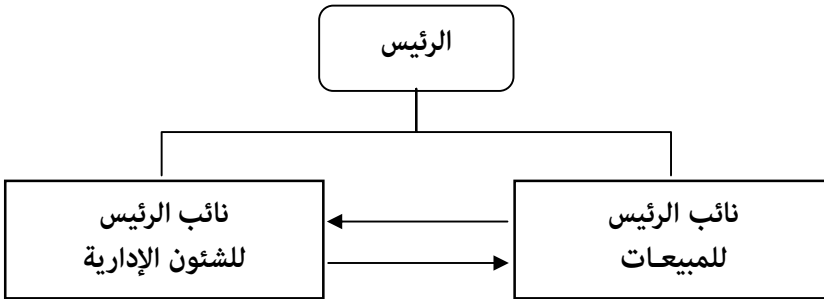 الرئيس
نائب الرئيس
للمبيعـات
نائب الرئيس
للشئون الإدارية